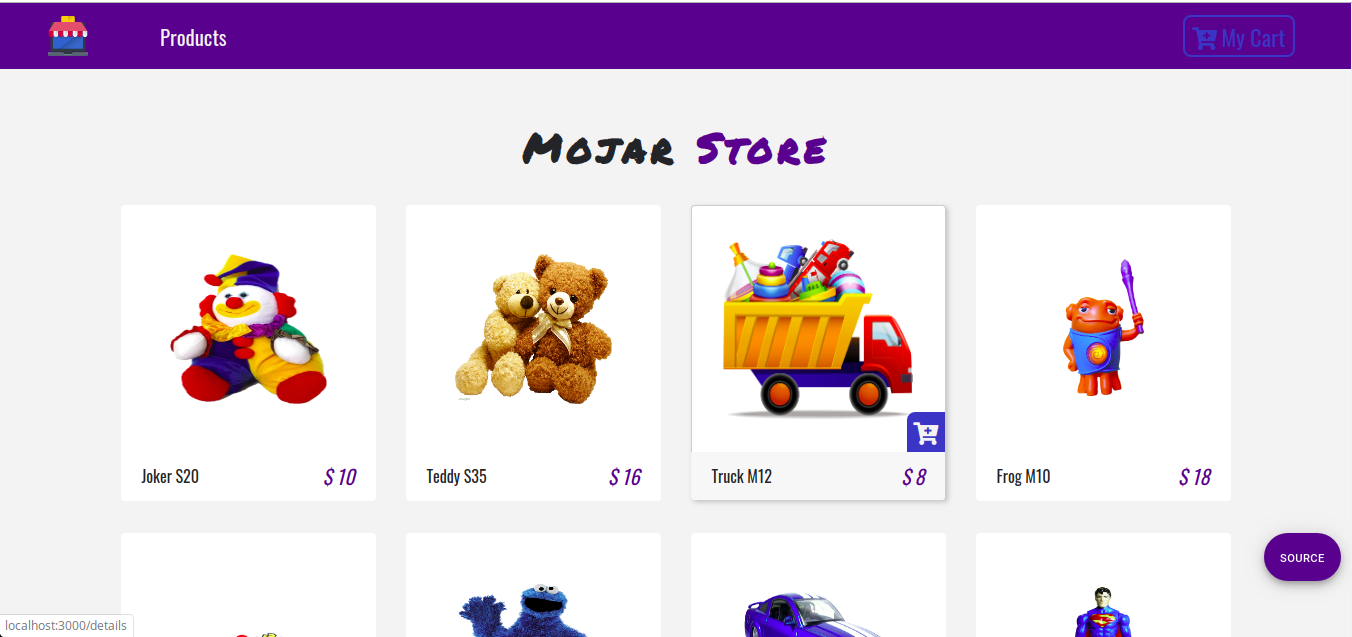 Products
My Cart
Mojar Store
Joker S20
$ 10
Teddy S35
$ 16
Truck M12
$ 8
Frog M10
$ 18
SOURCE
localhost:3000/details